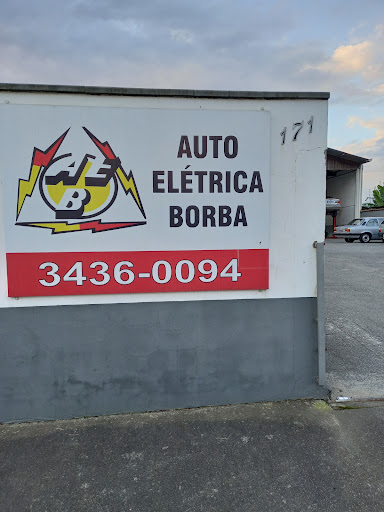 171
AEB
AUTO
ELÉTRICA
BORBA
3436-0094